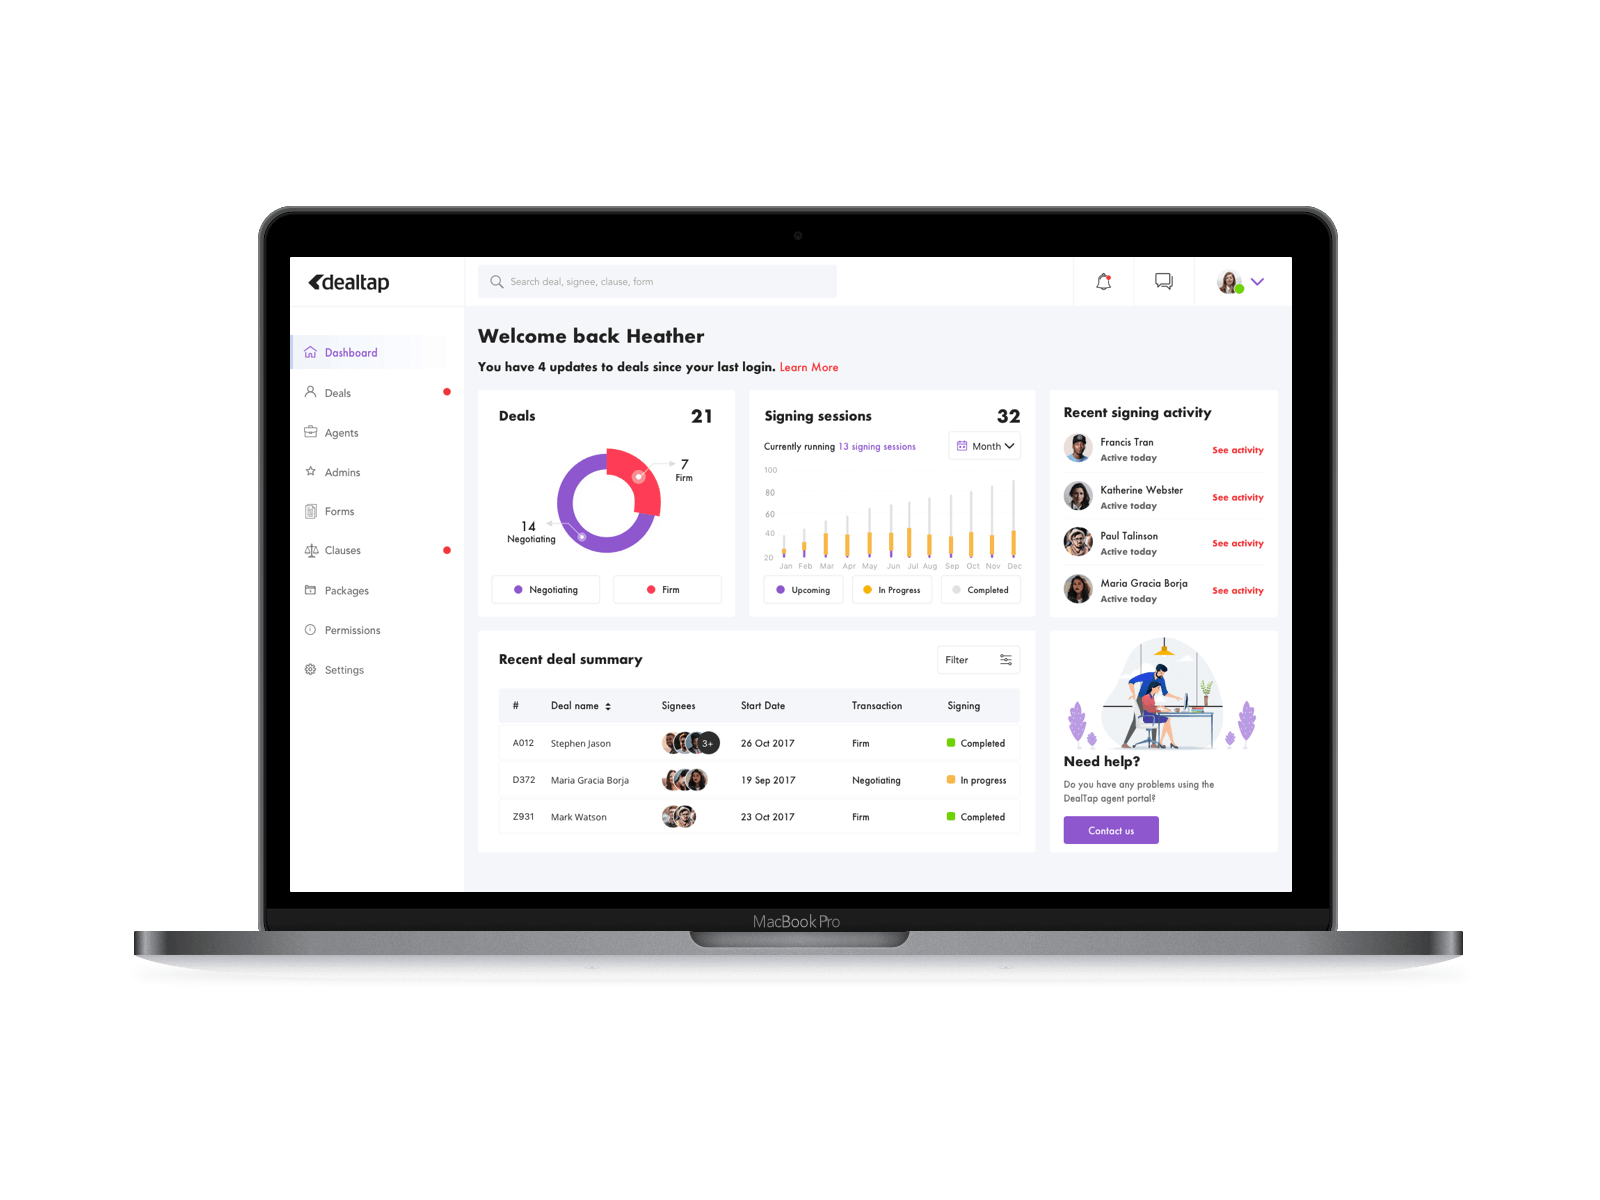 dealtap
Search deal, signee, clause, form
Dashboard
Deals
Agents
Admins
Forms
Clauses
Packages
Permissions
Settings
Welcome back Heather
You have 4 updates to deals since your last login. Learn More
Deals 21
7
Firm
14
Negotiating
Negotiating Firm
Signing sessions 32
Currently running 13 signing sessions Month
100
80
60
40
20
Jan Feb Mar Apr May Jun Jul Aug Sep Oct Nov Dec
Upcoming In Progress Completed
Recent signing activity
Francis Tran
Active today
See activity
Katherine Webster
Active today
See activity
Paul Talinson
Active today
See activity
Maria Gracia Borja
Active today
See activity
Recent deal summary Filter
# Deal name Signees Start Date Transaction Signing
A012 Stephen Jason 3+ 26 Oct 2017 Firm Completed
D372 Maria Gracia Borja 19 Sep 2017 Negotiating In progress
Z931 Mark Watson 23 Oct 2017 Firm Completed
Need help?
Do you have any problems using the
DealTap agent portal?
Contact us
MacBook Pro